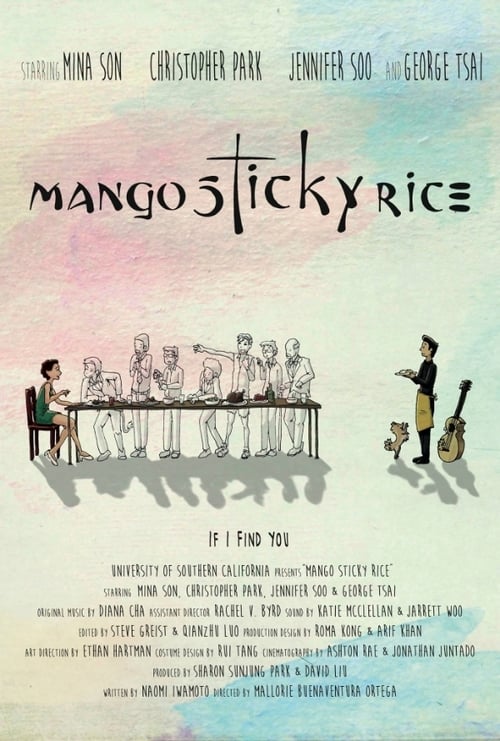 STARRING MINA SON CHRISTOPHER PARK JENNIFER SOO AND GEORGE TSAI
MANGO STICKY RICE
IF I FIND YOU
UNIVERSITY OF SOUTHERN CALIFORNIA PRESENTS "MANGO STICKY RICE"
STARRING MINA SON, CHRISTOPHER PARK, JENNIFER SOO & GEORGE TSAI
ORIGINAL MUSIC BY DIANA CHA ASSISTANT DIRECTOR RACHEL V. BYRD SOUND BY KATIE MCCLELLAN & JARRETT WOO
EDITED BY STEVE GREIST & QIANZHU LUO PRODUCTION DESIGN BY ROMA KONG & ARIF KHAN
ART DIRECTION BY ETHAN HARTMAN COSTUME DESIGN BY RUI TANG CINEMATOGRAPHY BY ASHTON RAE & JONATHAN JUNTADO
PRODUCED BY SHARON SUNJUNG PARK & DAVID LIU
WRITTEN BY NAOMI IWAMOTO DIRECTED BY MALLORIE BUENAVENTURA ORTEGA